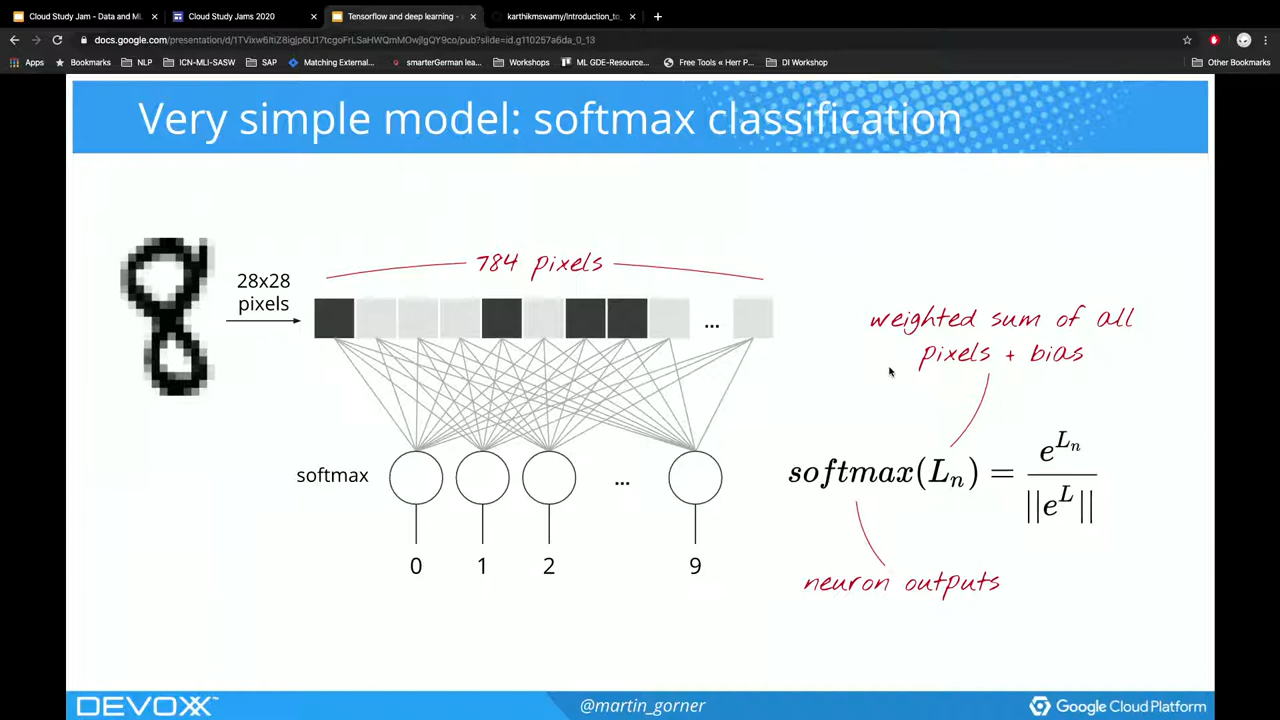 Cloud Study Jam - Data and ML
Cloud Study Jams 2020
Tensorflow and deep learning -
karthikmswamy/Introduction_to_
docs.google.com/presentation/d/1TVixw6ItiZ8igjp6U17tcgoFrLSaHWQmMOwjlgQY9co/pub?slide=id.g110257a6da_0_13
Apps
Bookmarks
NLP
ICN-MLI-SASW
SAP
Matching External...
smarterGerman lea...
Workshops
ML GDE-Resource...
Free Tools « Herr P...
DI Workshop
Other Bookmarks
Very simple model: softmax classification
784 pixels
28x28
pixels
...
weighted sum of all
pixels + bias
softmax
...
softmax(Lₙ) = e^{Lₙ} / ||e^L||
0 1 2 9
neuron outputs
DEVOXX
@martin_gorner
Google Cloud Platform